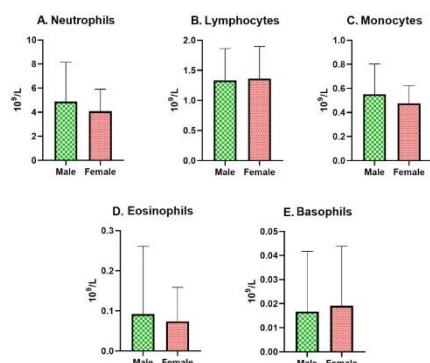 A. Neutrophils
10
8
6
4
2
0
10⁹/L
Male Female
B. Lymphocytes
2.0
1.5
1.0
0.5
0.0
10⁹/L
Male Female
C. Monocytes
1.0
0.8
0.6
0.4
0.2
0.0
10⁹/L
Male Female
D. Eosinophils
0.3
0.2
0.1
0.0
10⁹/L
Male Female
E. Basophils
0.05
0.04
0.03
0.02
0.01
0.00
10⁹/L
Male Female